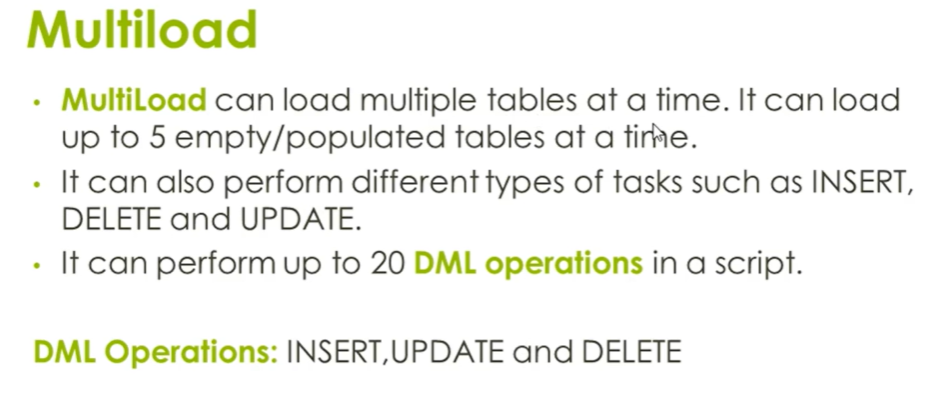 Multiload
• MultiLoad can load multiple tables at a time. It can load
up to 5 empty/populated tables at a time.
• It can also perform different types of tasks such as INSERT,
DELETE and UPDATE.
• It can perform up to 20 DML operations in a script.
DML Operations: INSERT,UPDATE and DELETE